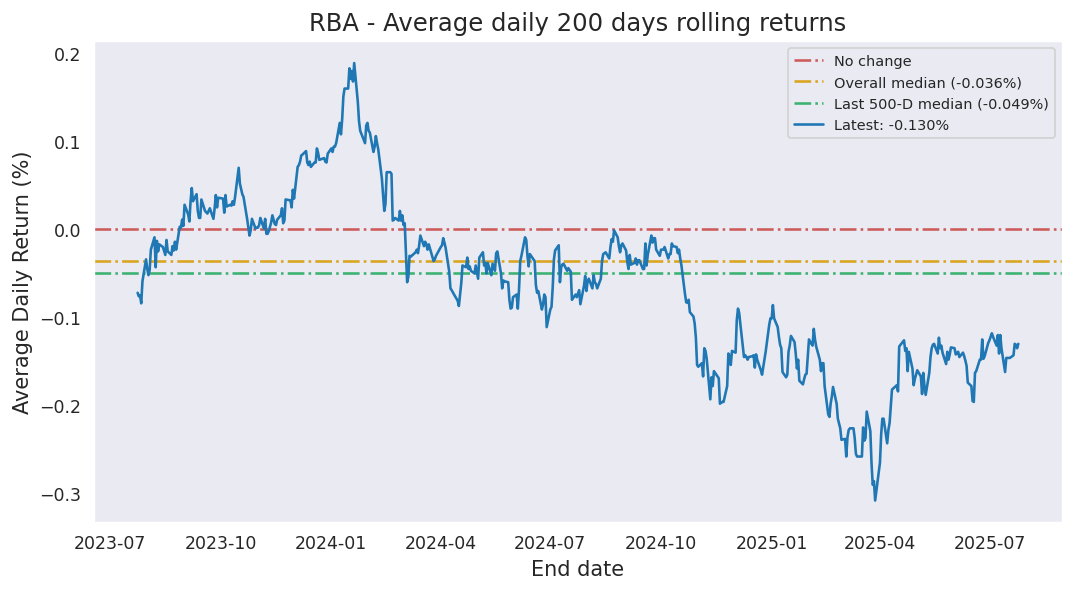 RBA - Average daily 200 days rolling returns
No change
Overall median (-0.036%)
Last 500-D median (-0.049%)
Latest: -0.130%
Average Daily Return (%)
0.2
0.1
0.0
−0.1
−0.2
−0.3
2023-07
2023-10
2024-01
2024-04
2024-07
2024-10
2025-01
2025-04
2025-07
End date